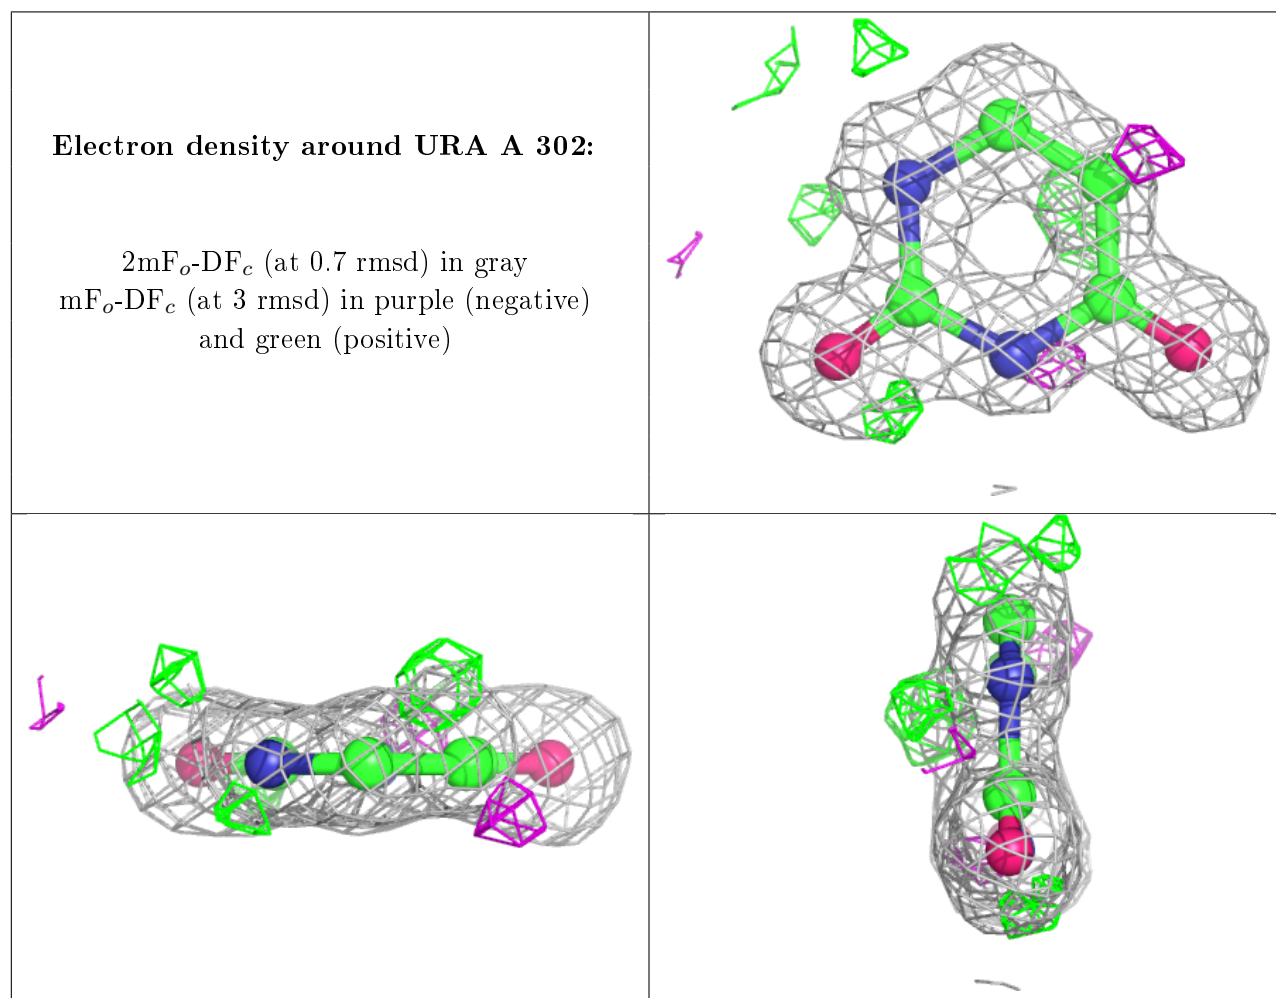 Electron density around URA A 302:
2mFₒ-DF𝒸 (at 0.7 rmsd) in gray
mFₒ-DF𝒸 (at 3 rmsd) in purple (negative)
and green (positive)